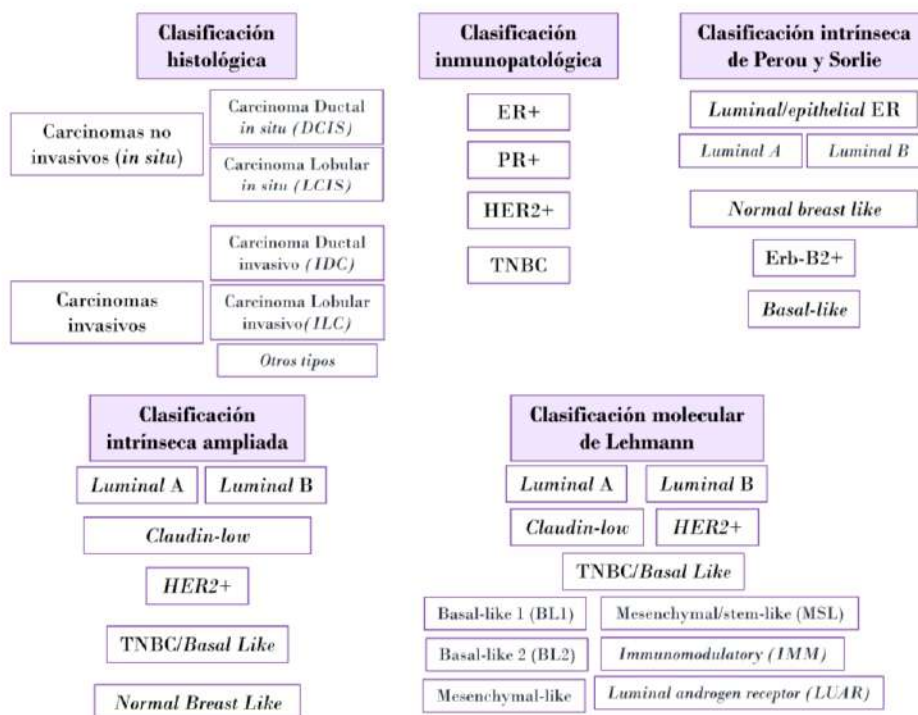 Clasificación
histológica
Carcinomas no
invasivos (in situ)
Carcinoma Ductal
in situ (DCIS)
Carcinoma Lobular
in situ (LCIS)
Carcinomas
invasivos
Carcinoma Ductal
invasivo (IDC)
Carcinoma Lobular
invasivo(ILC)
Otros tipos
Clasificación
inmunopatológica
ER+
PR+
HER2+
TNBC
Clasificación intrínseca
de Perou y Sorlie
Luminal/epithelial ER
Luminal A
Luminal B
Normal breast like
Erb-B2+
Basal-like
Clasificación
intrínseca ampliada
Luminal A
Luminal B
Claudin-low
HER2+
TNBC/Basal Like
Normal Breast Like
Clasificación molecular
de Lehmann
Luminal A
Luminal B
Claudin-low
HER2+
TNBC/Basal Like
Basal-like 1 (BL1)
Mesenchymal/stem-like (MSL)
Basal-like 2 (BL2)
Immunomodulatory (IMM)
Mesenchymal-like
Luminal androgen receptor (LUAR)